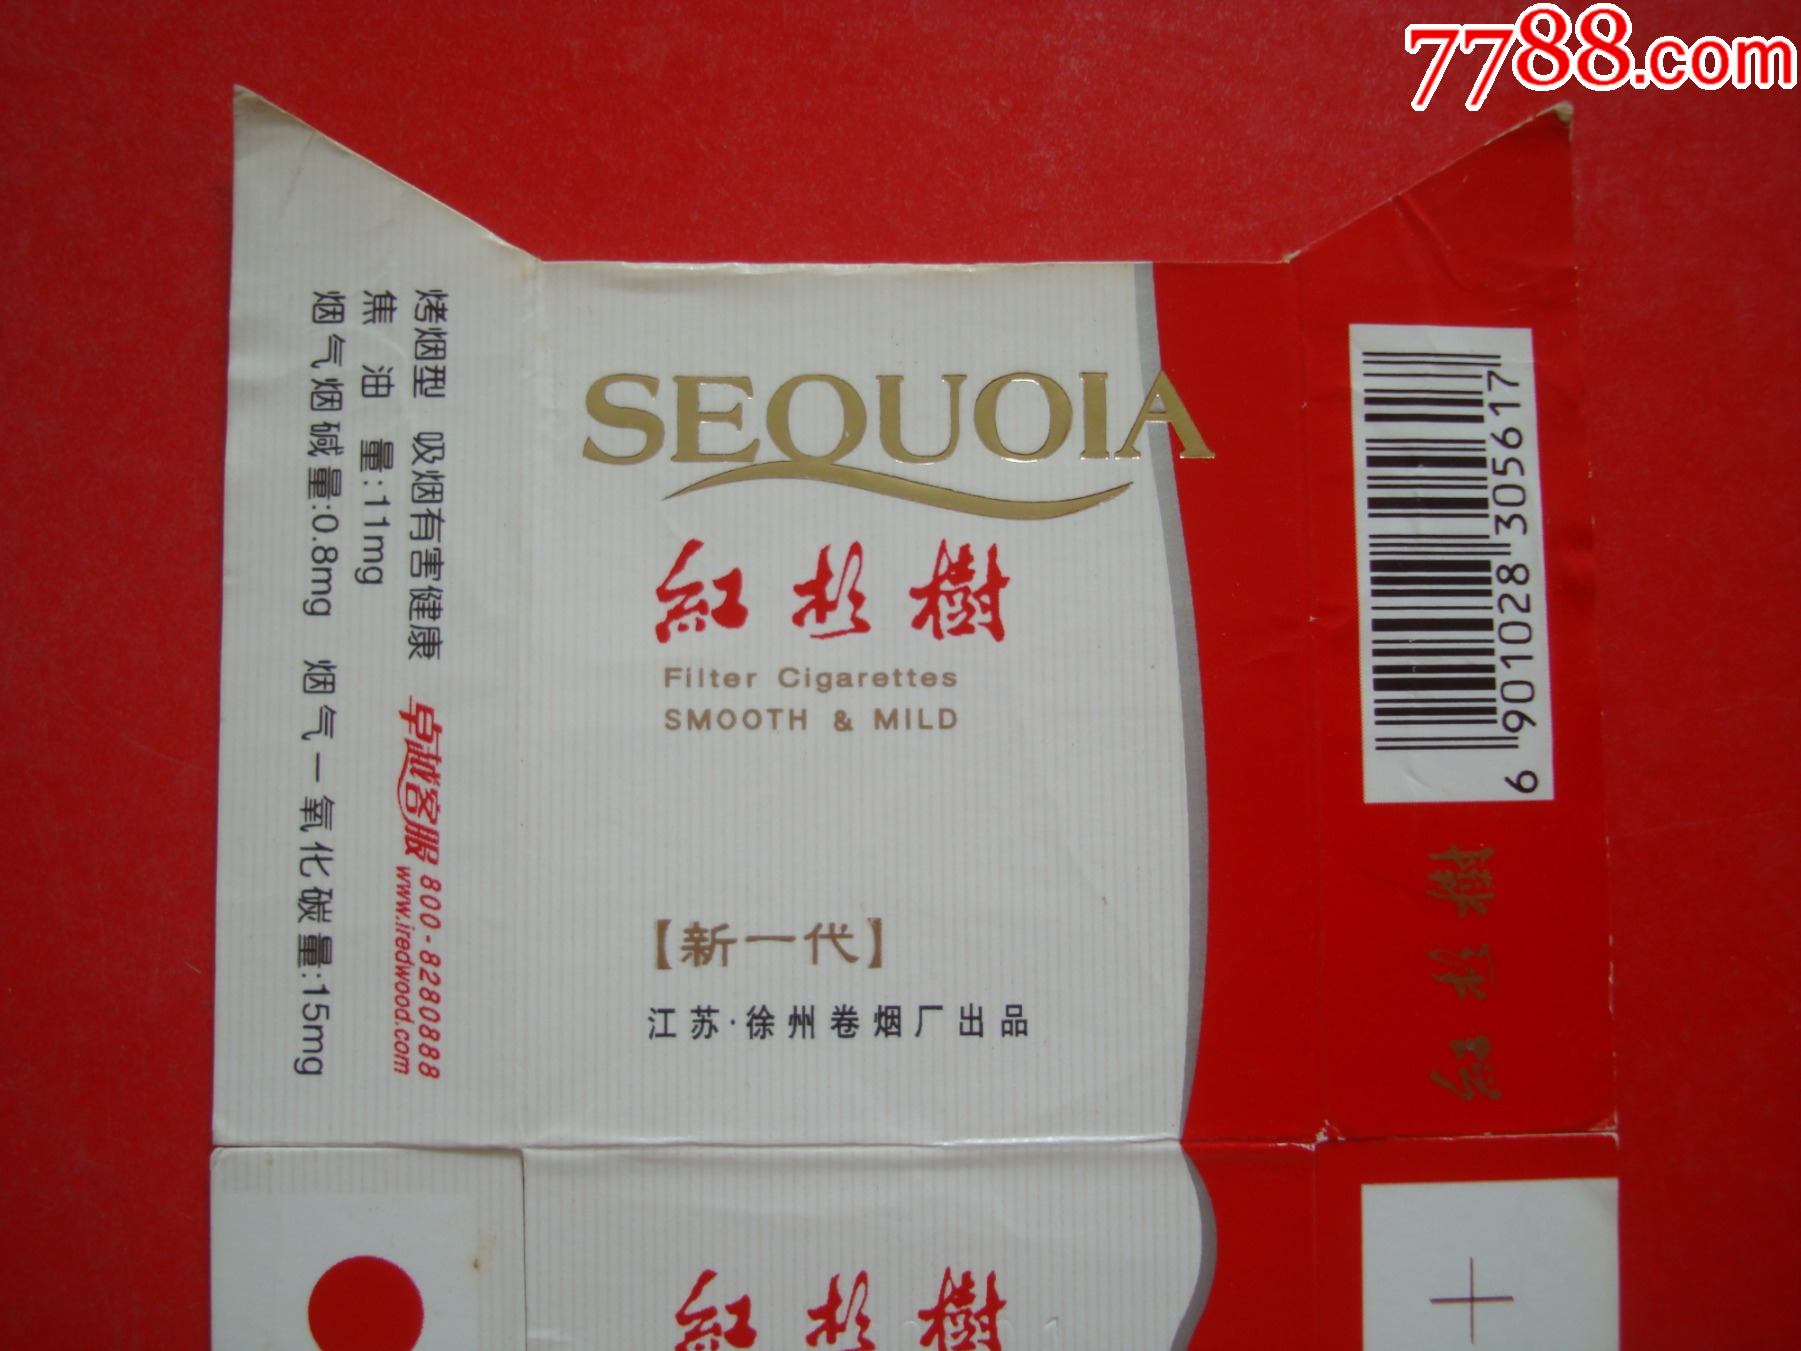 7788.com
SEQUOIA
紅杉樹
Filter Cigarettes
SMOOTH & MILD
【新一代】
江苏·徐州卷烟厂出品
烤烟型 吸烟有害健康
焦油量:11mg
烟气烟碱量:0.8mg 烟气一氧化碳量:15mg
卓越客服 800-8280888
www.iredwood.com
6 901028 305617
紅杉樹
紅杉樹